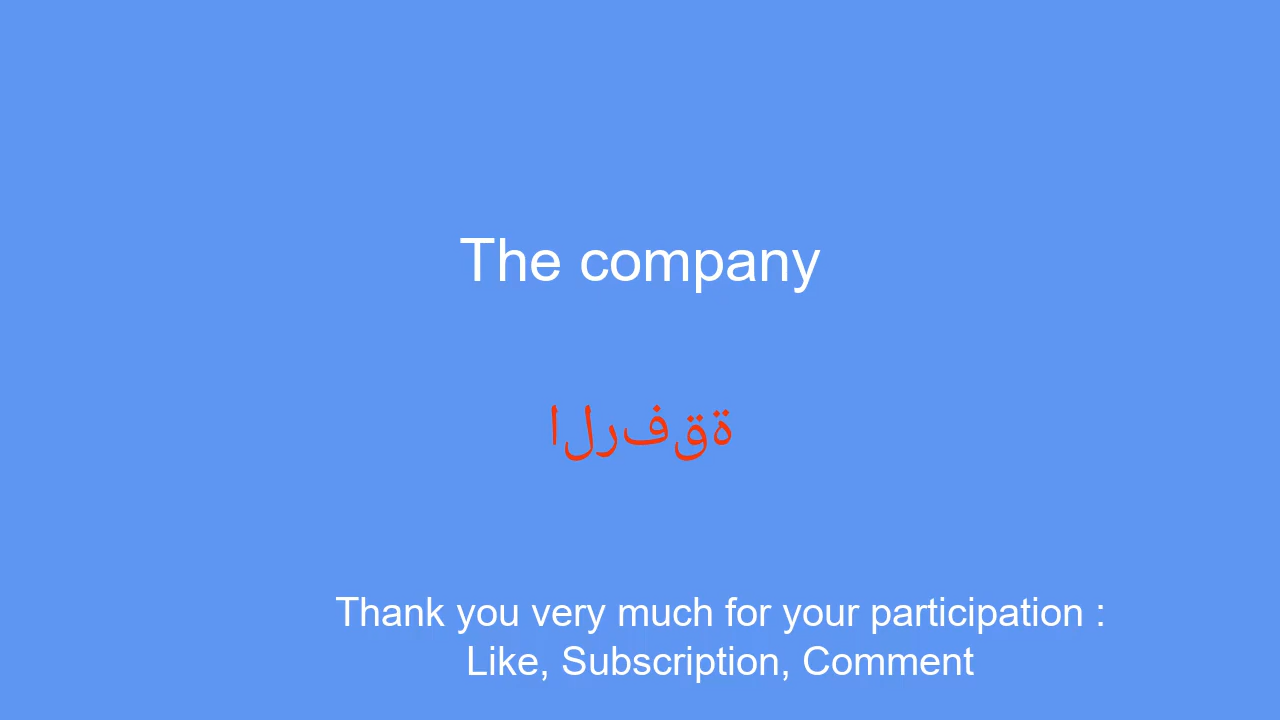 The company
الرفقة
Thank you very much for your participation :
Like, Subscription, Comment